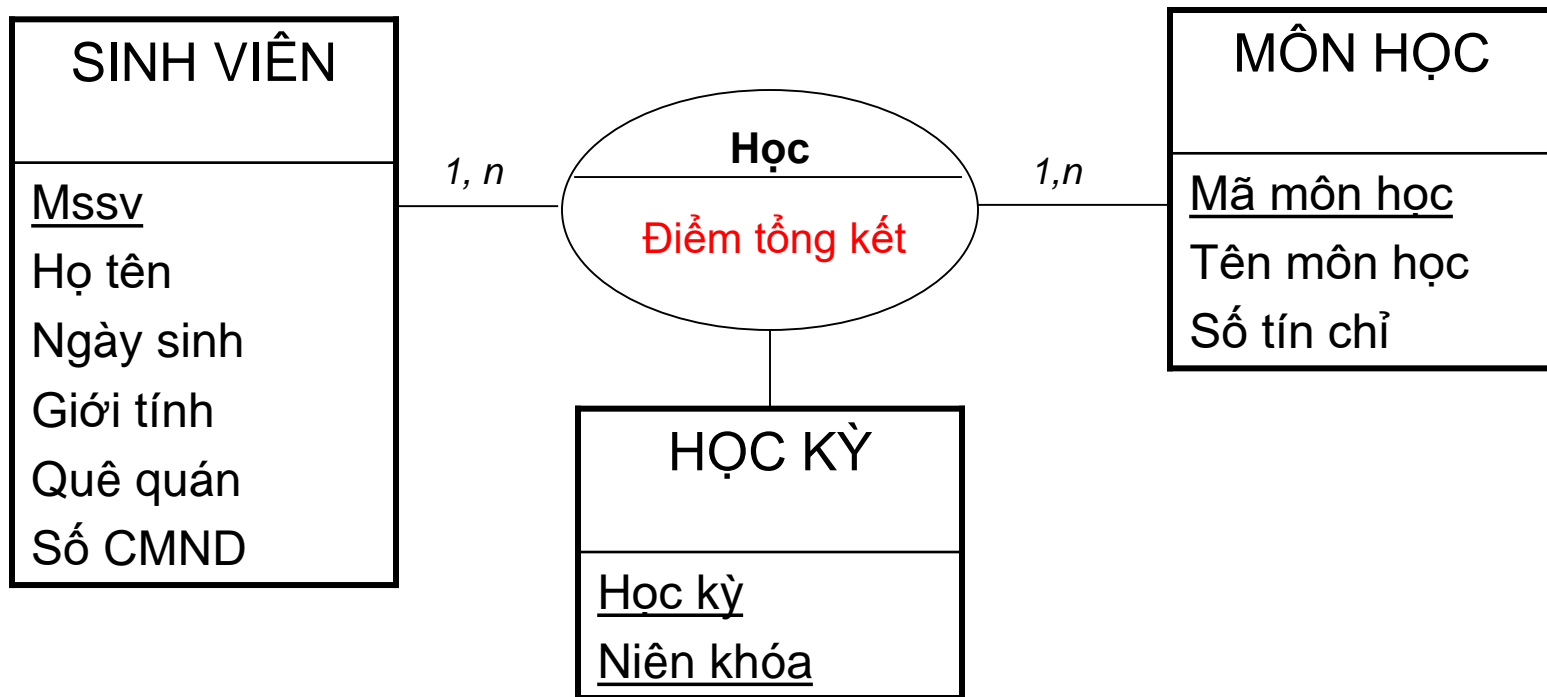 SINH VIÊN
Mssv
Họ tên
Ngày sinh
Giới tính
Quê quán
Số CMND
1, n
Học
Điểm tổng kết
1,n
MÔN HỌC
Mã môn học
Tên môn học
Số tín chỉ
HỌC KỲ
Học kỳ
Niên khóa